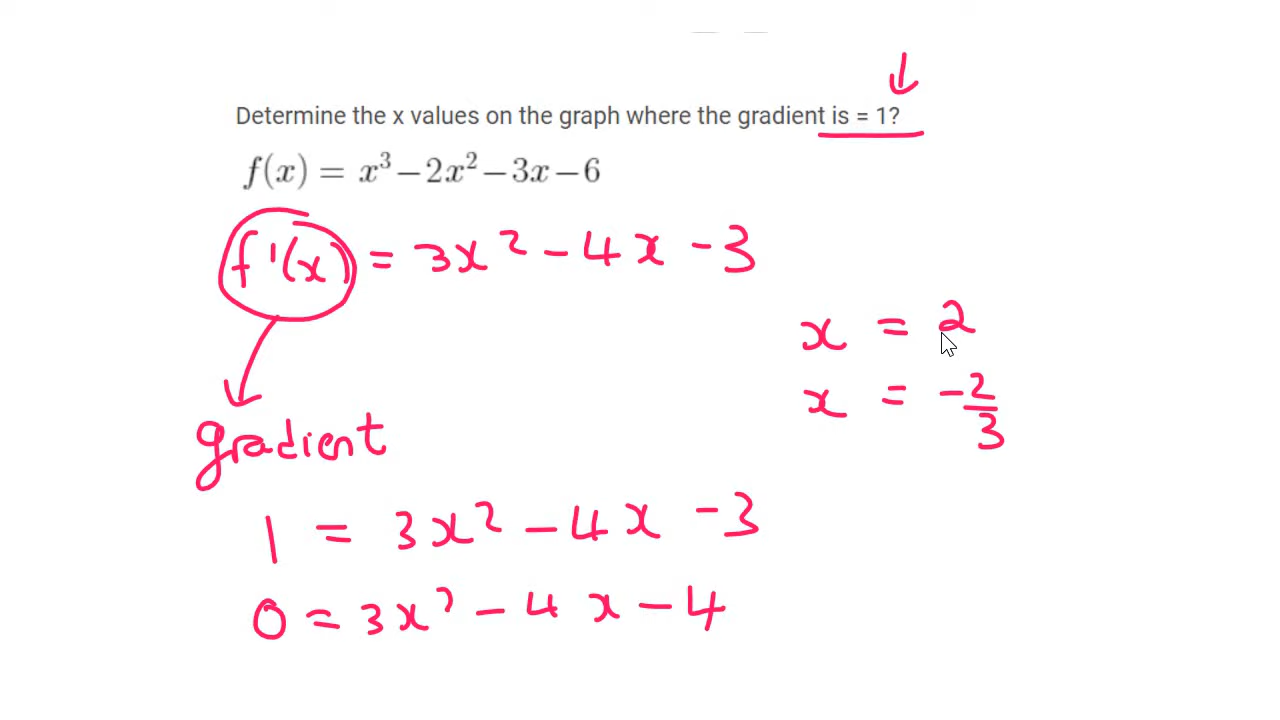 Determine the x values on the graph where the gradient is = 1?
f(x) = x³ − 2x² − 3x − 6
f'(x) = 3x² − 4x − 3
x = 2
x = −2/3
gradient
1 = 3x² − 4x − 3
0 = 3x² − 4x − 4